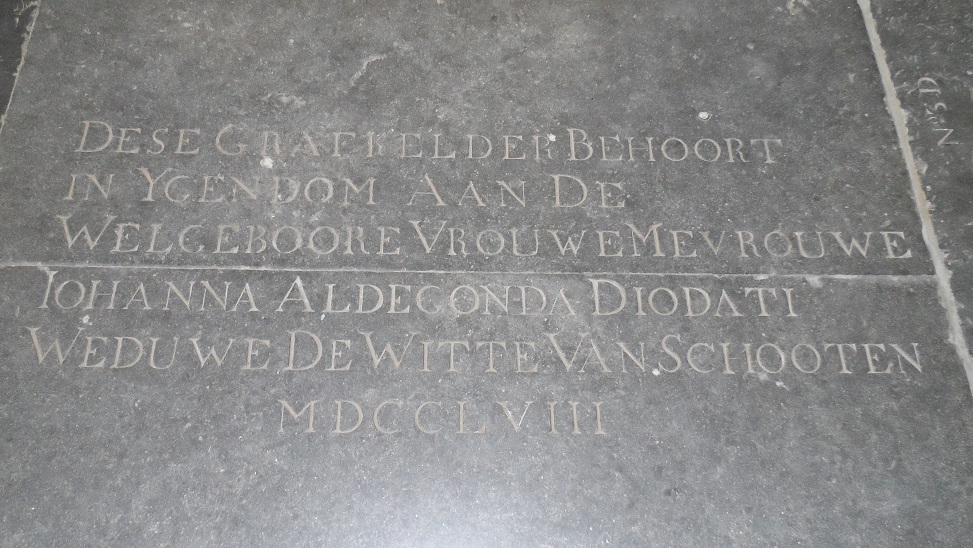 DESE GRAFKELDER BEHOORT
IN YGENDOM AAN DE
WELGEBOORE VROUWE MEVROUWE
IOHANNA ALDEGONDA DIODATI
WEDUWE DE WITTE VAN SCHOOTEN
MDCCLVIII